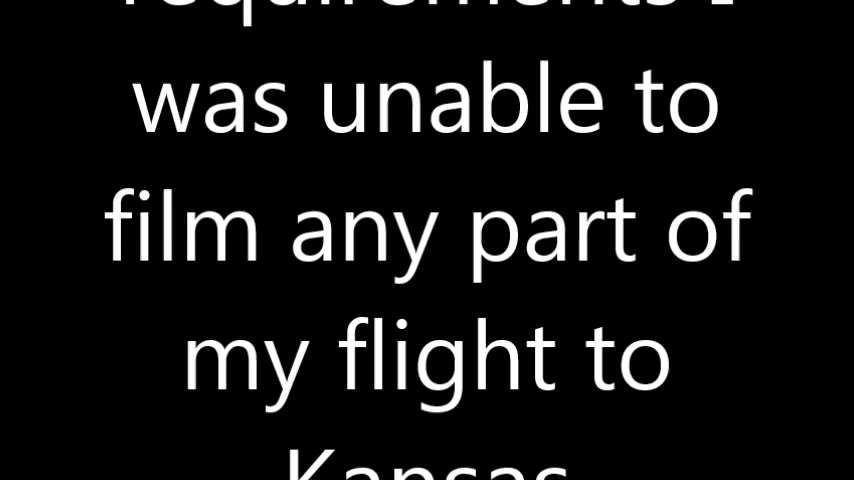 requirements I
was unable to
film any part of
my flight to
Kansas